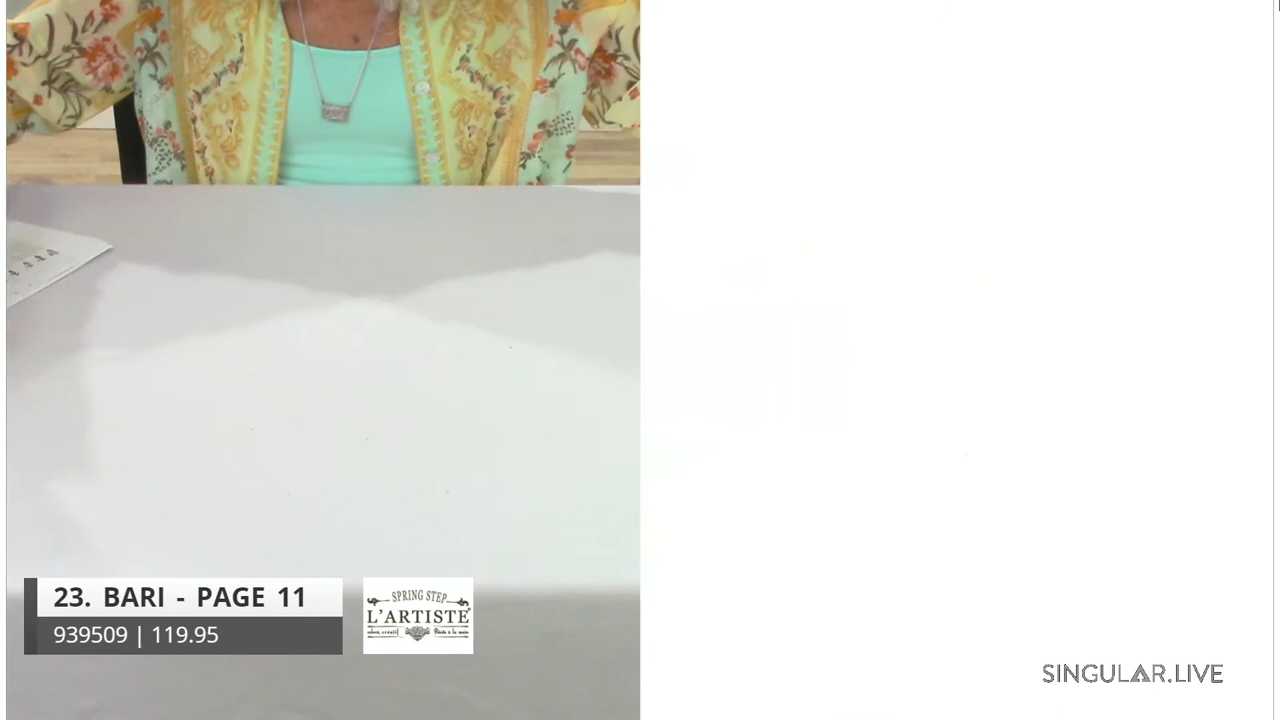 23. BARI - PAGE 11
939509 | 119.95
SPRING STEP
L'ARTISTE
SINGULAR.LIVE